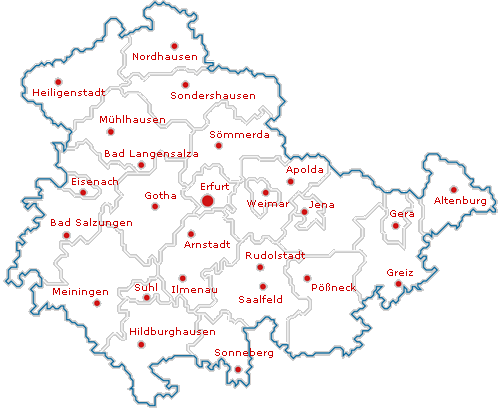 Nordhausen
Heiligenstadt
Sondershausen
Mühlhausen
Sömmerda
Bad Langensalza
Apolda
Eisenach
Erfurt
Gotha
Weimar
Jena
Altenburg
Gera
Bad Salzungen
Arnstadt
Rudolstadt
Greiz
Meiningen
Suhl
Ilmenau
Saalfeld
Pößneck
Hildburghausen
Sonneberg